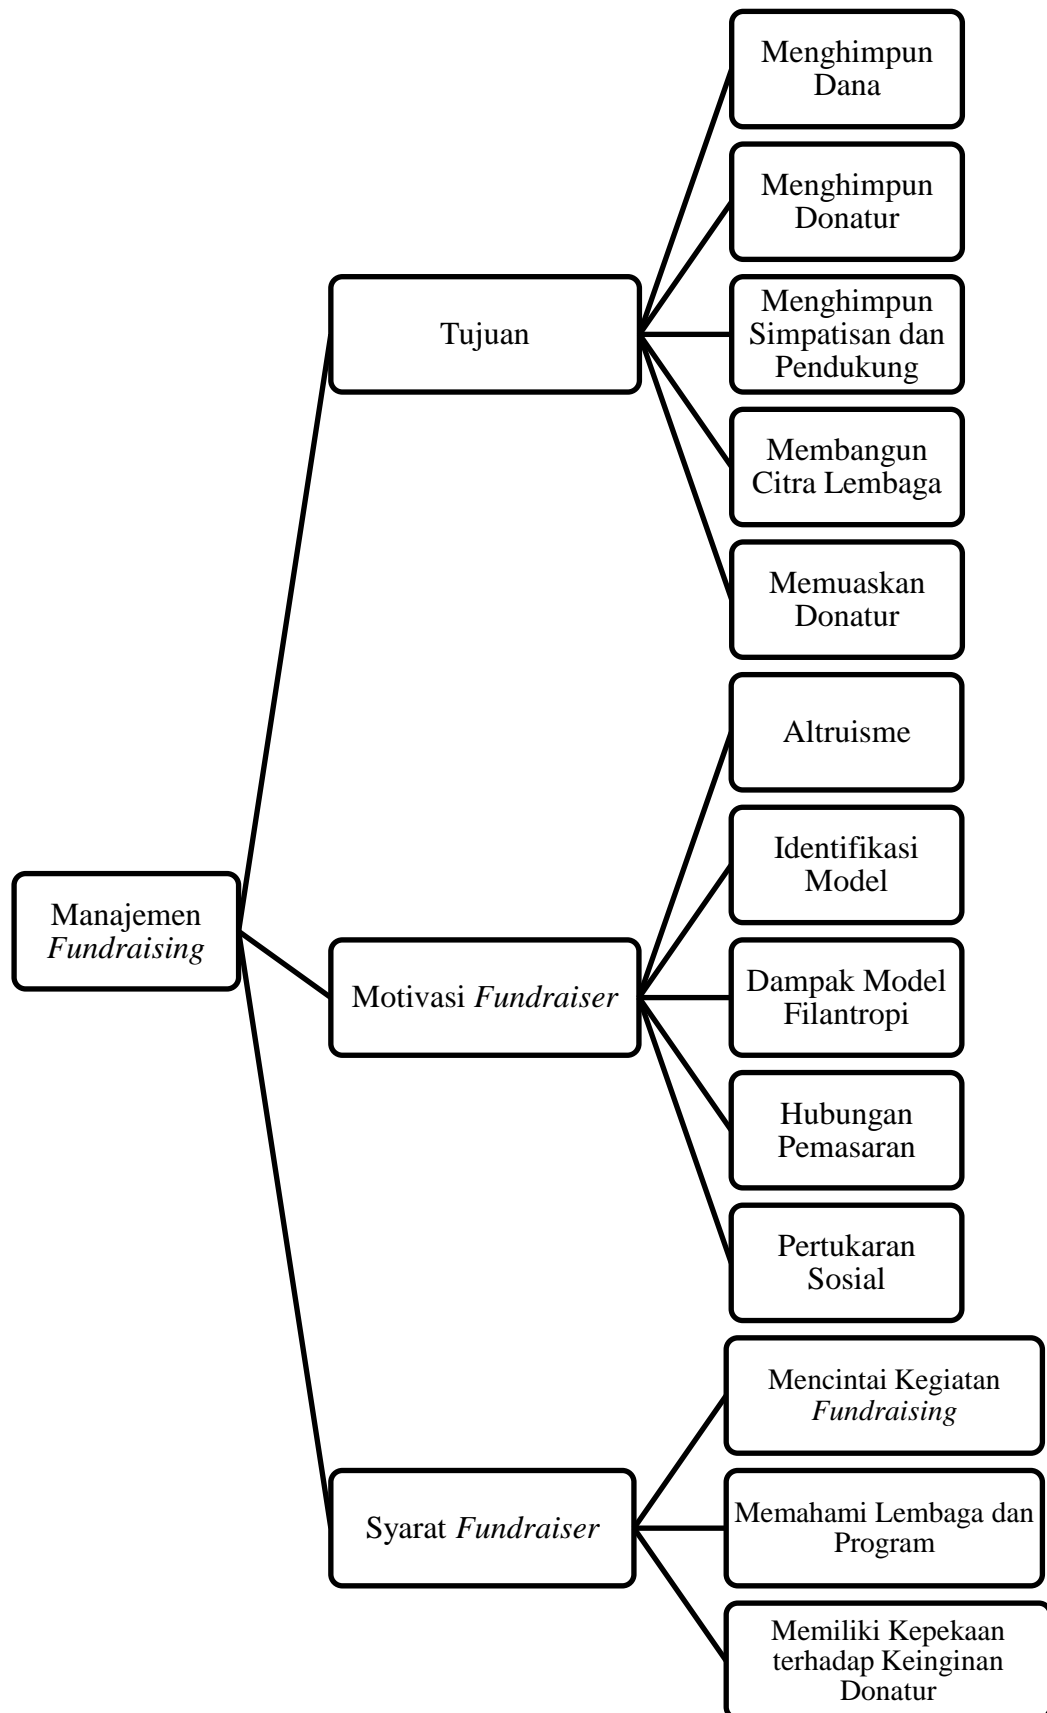 Manajemen
Fundraising
Tujuan
Menghimpun
Dana
Menghimpun
Donatur
Menghimpun
Simpatisan dan
Pendukung
Membangun
Citra Lembaga
Memuaskan
Donatur
Motivasi Fundraiser
Altruisme
Identifikasi
Model
Dampak Model
Filantropi
Hubungan
Pemasaran
Pertukaran
Sosial
Syarat Fundraiser
Mencintai Kegiatan
Fundraising
Memahami Lembaga dan
Program
Memiliki Kepekaan
terhadap Keinginan
Donatur